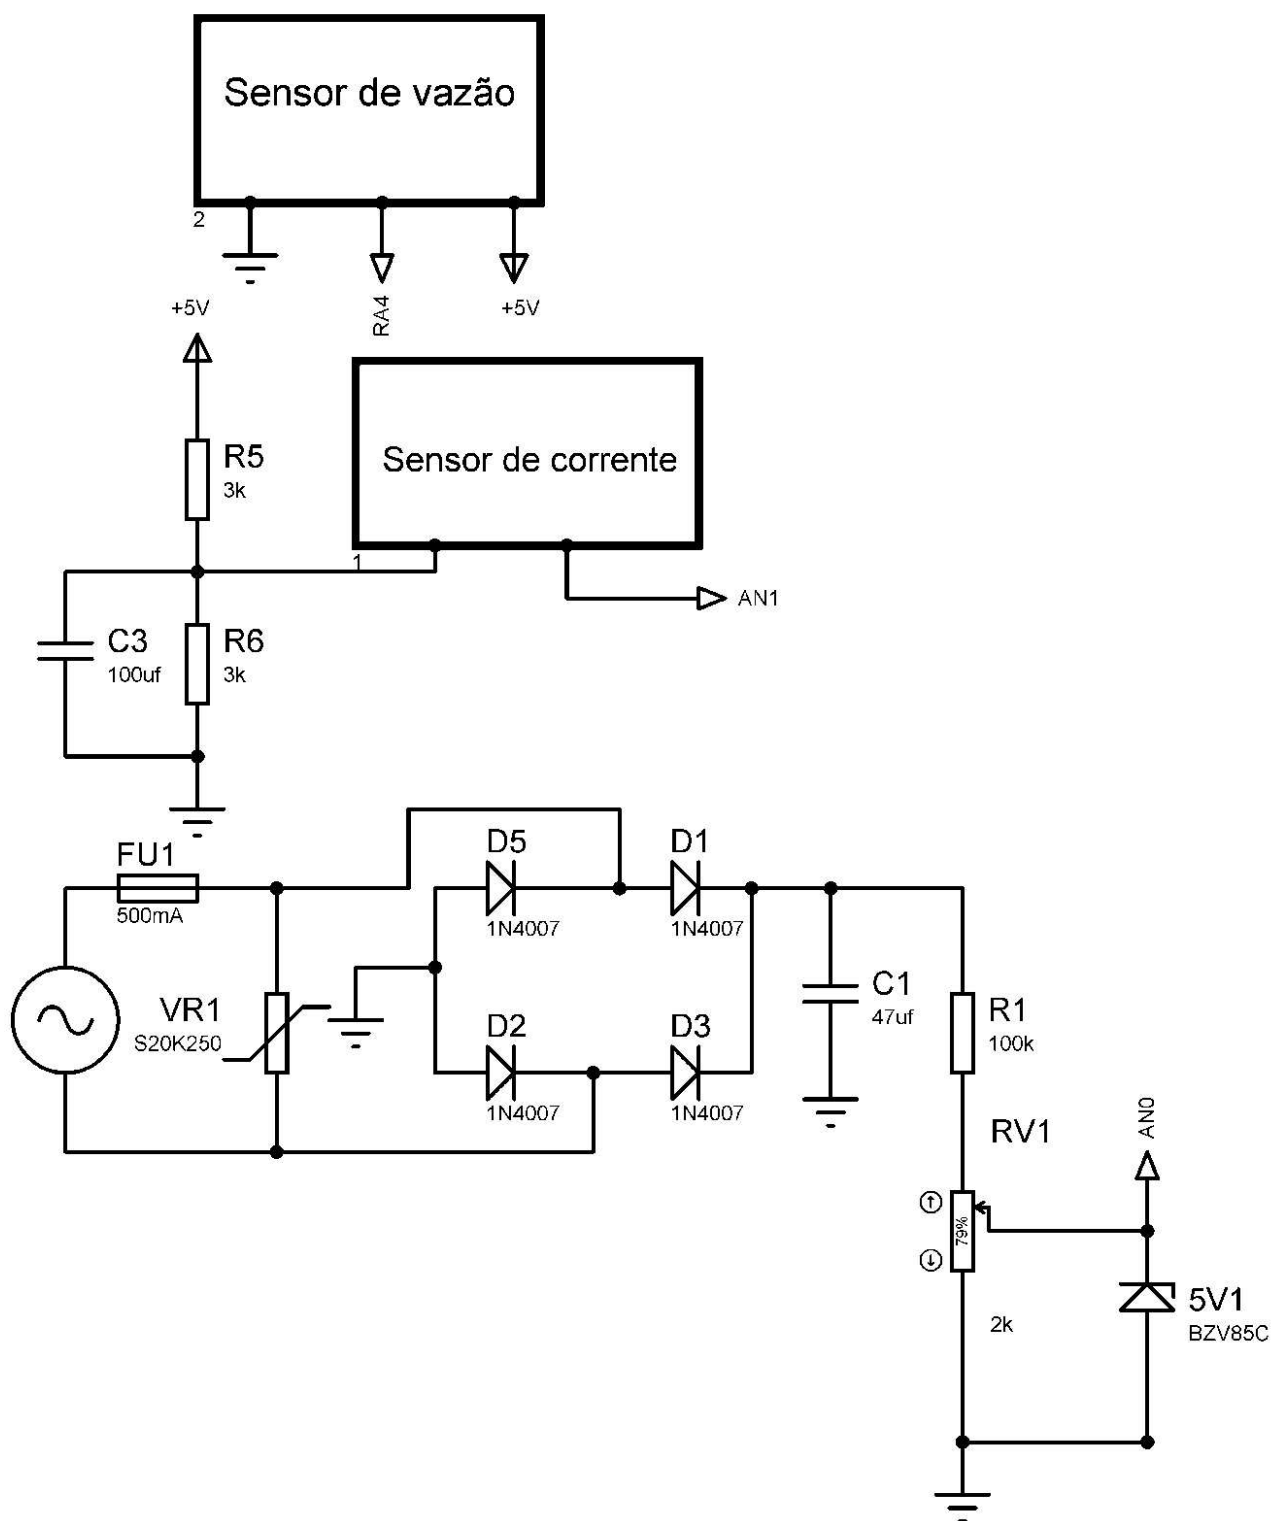 Sensor de vazão
2
RA4
+5V
+5V
Sensor de corrente
1
AN1
R5
3k
C3
100uf
R6
3k
FU1
500mA
D5
1N4007
D1
1N4007
VR1
S20K250
D2
1N4007
D3
1N4007
C1
47uf
R1
100k
RV1
79%
2k
AN0
5V1
BZV85C